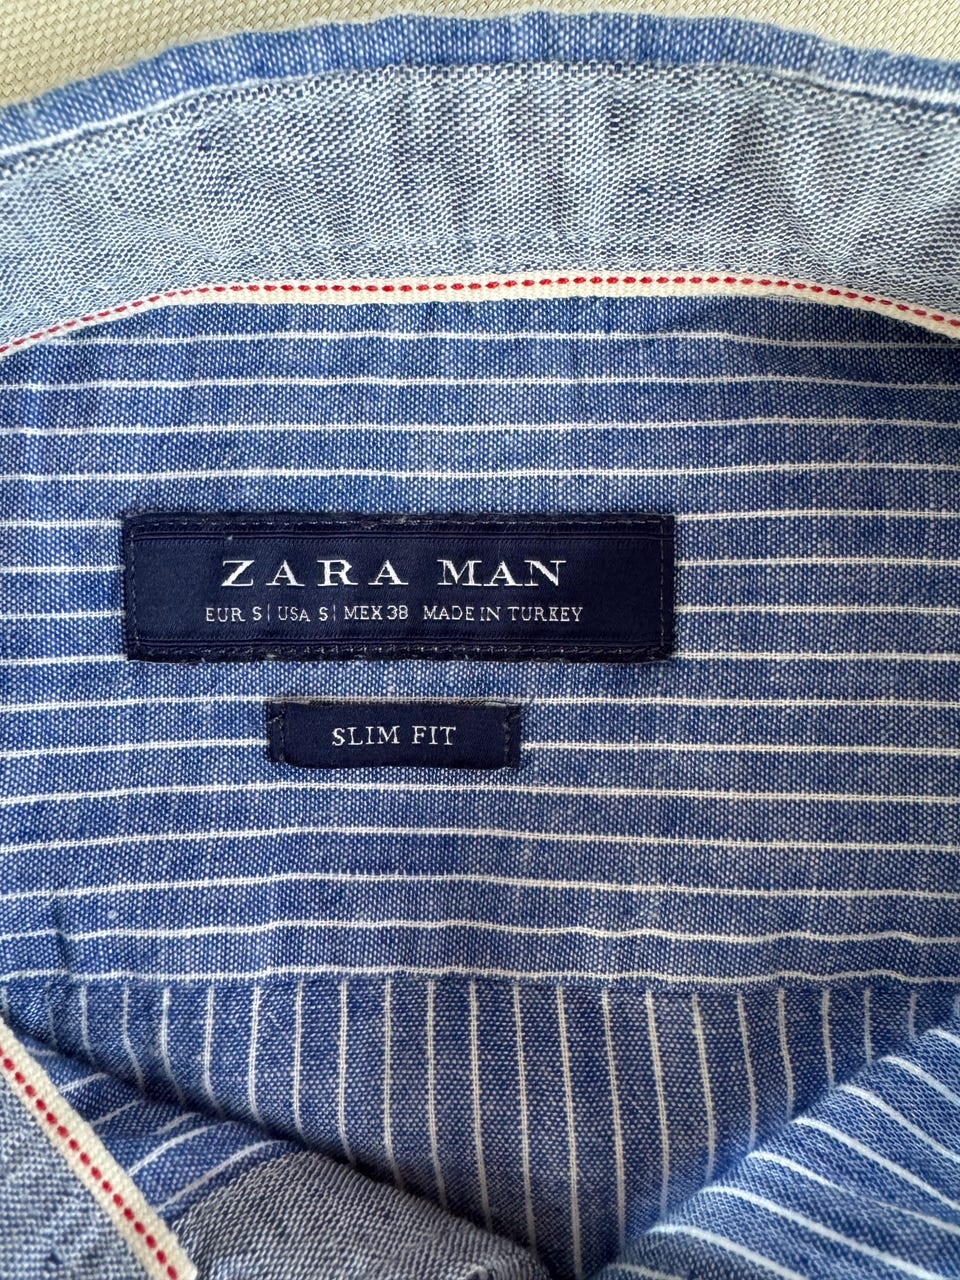 ZARA MAN
EUR S| USA S| MEX 38 MADE IN TURKEY
SLIM FIT